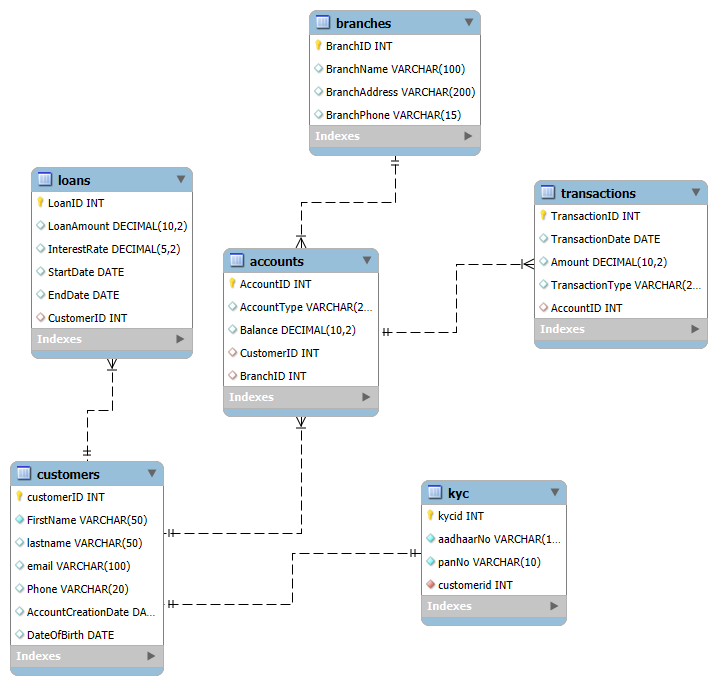 branches
BranchID INT
BranchName VARCHAR(100)
BranchAddress VARCHAR(200)
BranchPhone VARCHAR(15)
Indexes
loans
LoanID INT
LoanAmount DECIMAL(10,2)
InterestRate DECIMAL(5,2)
StartDate DATE
EndDate DATE
CustomerID INT
Indexes
transactions
TransactionID INT
TransactionDate DATE
Amount DECIMAL(10,2)
TransactionType VARCHAR(2...
AccountID INT
Indexes
accounts
AccountID INT
AccountType VARCHAR(2...
Balance DECIMAL(10,2)
CustomerID INT
BranchID INT
Indexes
customers
customerID INT
FirstName VARCHAR(50)
lastname VARCHAR(50)
email VARCHAR(100)
Phone VARCHAR(20)
AccountCreationDate DA...
DateOfBirth DATE
Indexes
kyc
kycid INT
aadhaarNo VARCHAR(1...
panNo VARCHAR(10)
customerid INT
Indexes